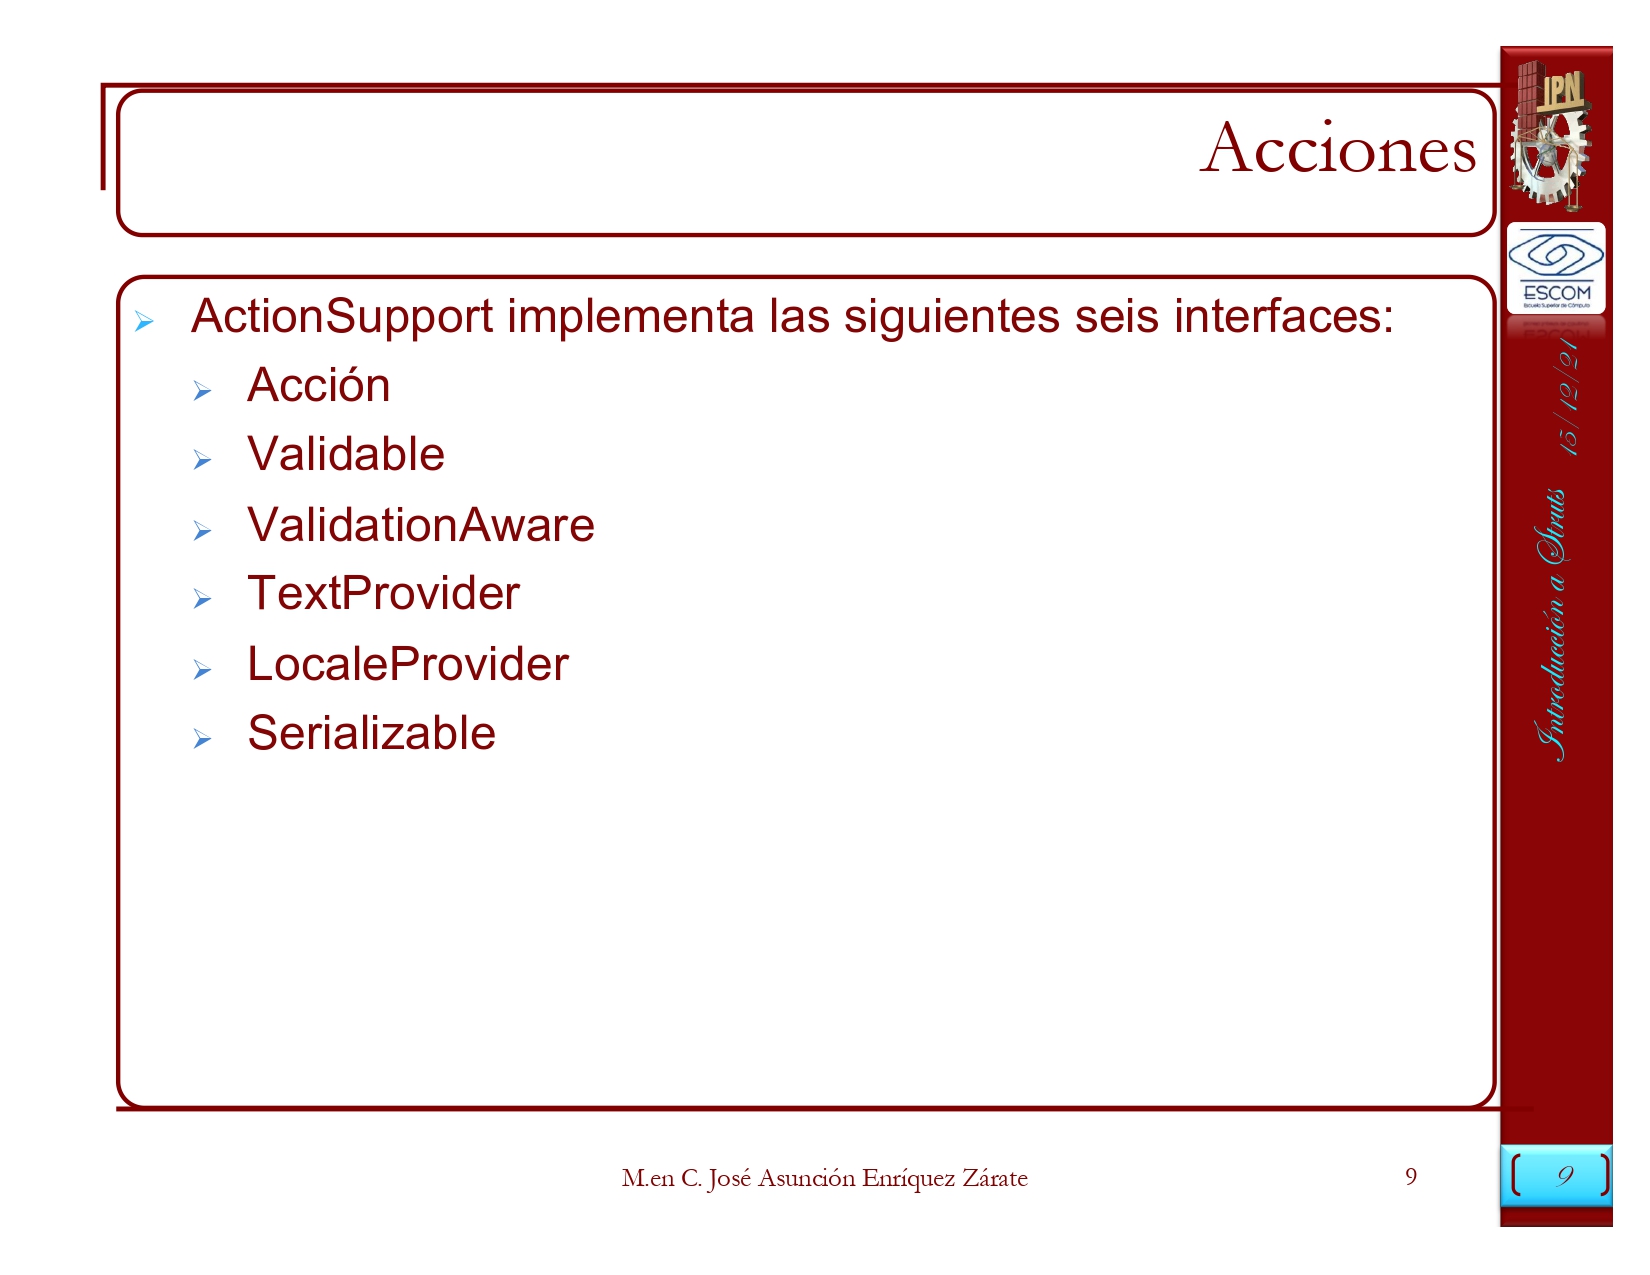 Acciones
ActionSupport implementa las siguientes seis interfaces:
Acción
Validable
ValidationAware
TextProvider
LocaleProvider
Serializable
IPN
ESCOM
Escuela Superior de Cómputo
15/12/21
Introducción a Struts
M.en C. José Asunción Enríquez Zárate
9
9